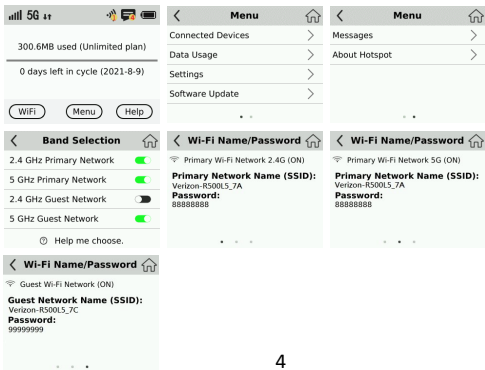 5G
300.6MB used (Unlimited plan)
0 days left in cycle (2021-8-9)
WiFi Menu Help
Menu
Connected Devices
Data Usage
Settings
Software Update
Menu
Messages
About Hotspot
Band Selection
2.4 GHz Primary Network
5 GHz Primary Network
2.4 GHz Guest Network
5 GHz Guest Network
? Help me choose.
Wi-Fi Name/Password
Primary Wi-Fi Network 2.4G (ON)
Primary Network Name (SSID):
Verizon-R500L5_7A
Password:
88888888
Wi-Fi Name/Password
Primary Wi-Fi Network 5G (ON)
Primary Network Name (SSID):
Verizon-R500L5_7A
Password:
88888888
Wi-Fi Name/Password
Guest Wi-Fi Network (ON)
Guest Network Name (SSID):
Verizon-R500L5_7C
Password:
99999999
4